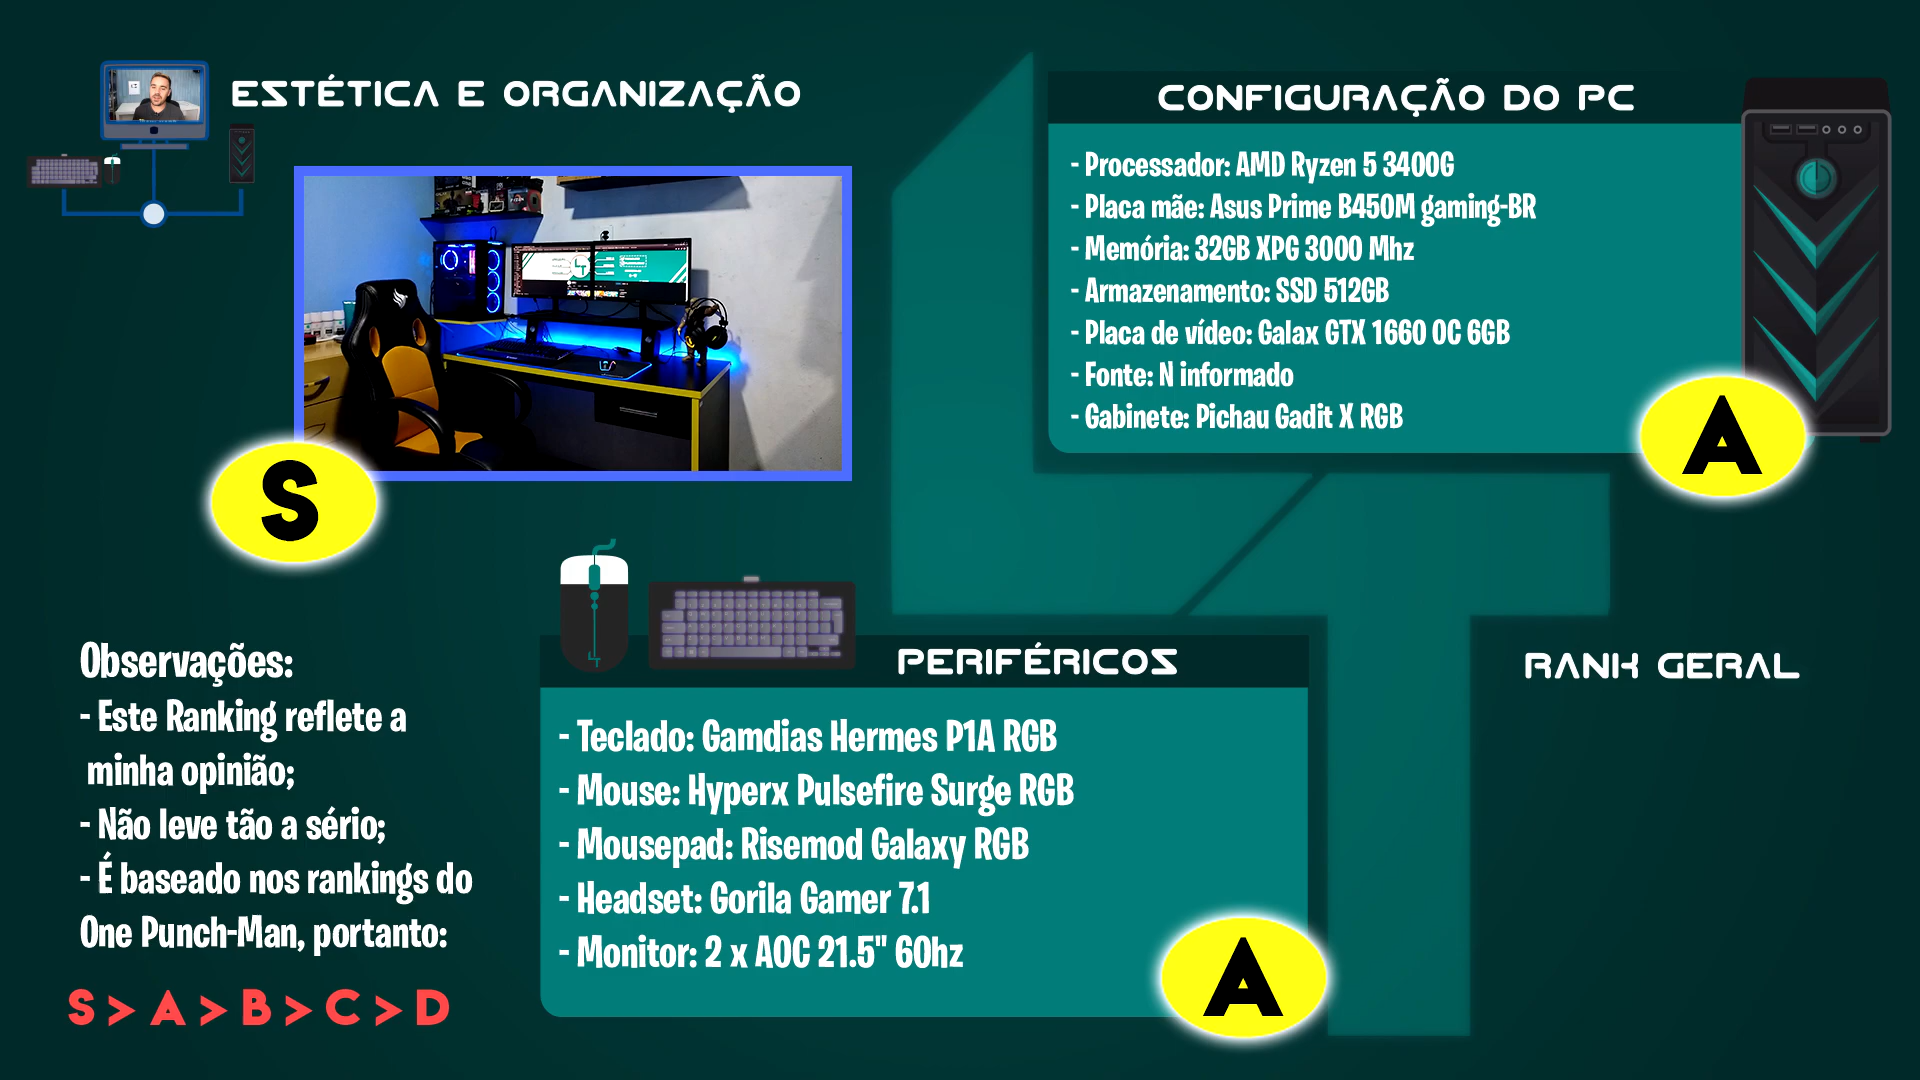 ESTÉTICA E ORGANIZAÇÃO
S
CONFIGURAÇÃO DO PC
- Processador: AMD Ryzen 5 3400G
- Placa mãe: Asus Prime B450M gaming-BR
- Memória: 32GB XPG 3000 Mhz
- Armazenamento: SSD 512GB
- Placa de vídeo: Galax GTX 1660 OC 6GB
- Fonte: N informado
- Gabinete: Pichau Gadit X RGB
A
Observações:
- Este Ranking reflete a
minha opinião;
- Não leve tão a sério;
- É baseado nos rankings do
One Punch-Man, portanto:
S > A > B > C > D
PERIFÉRICOS
- Teclado: Gamdias Hermes P1A RGB
- Mouse: Hyperx Pulsefire Surge RGB
- Mousepad: Risemod Galaxy RGB
- Headset: Gorila Gamer 7.1
- Monitor: 2 x AOC 21.5" 60hz
A
RANK GERAL